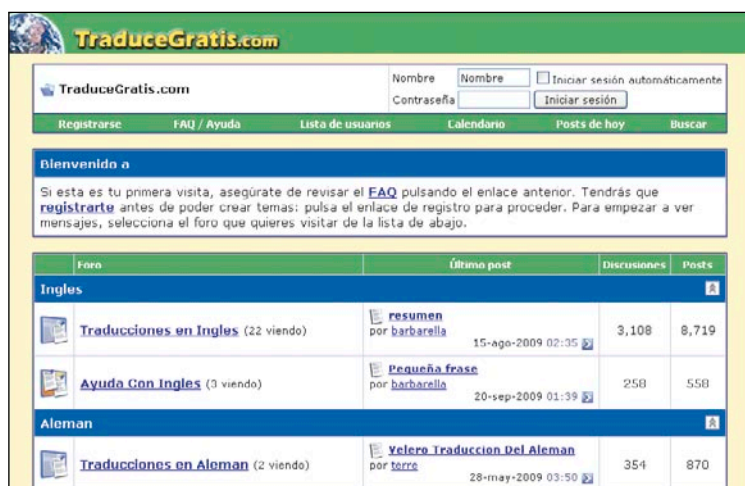 TraduceGratis.com
TraduceGratis.com
Nombre Nombre Iniciar sesión automáticamente
Contraseña Iniciar sesión
Registrarse FAQ / Ayuda Lista de usuarios Calendario Posts de hoy Buscar
Bienvenido a
Si esta es tu primera visita, asegúrate de revisar el FAQ pulsando el enlace anterior. Tendrás que
registrarte antes de poder crear temas: pulsa el enlace de registro para proceder. Para empezar a ver
mensajes, selecciona el foro que quieres visitar de la lista de abajo.
Foro Último post Discusiones Posts
Ingles
Traducciones en Ingles (22 viendo) resumen 3,108 8,719
por barbarella
15-ago-2009 02:35
Ayuda Con Ingles (3 viendo) Pequeña frase 258 558
por barbarella
20-sep-2009 01:39
Aleman
Traducciones en Aleman (2 viendo) Velero Traduccion Del Aleman 354 870
por terre
28-may-2009 03:50